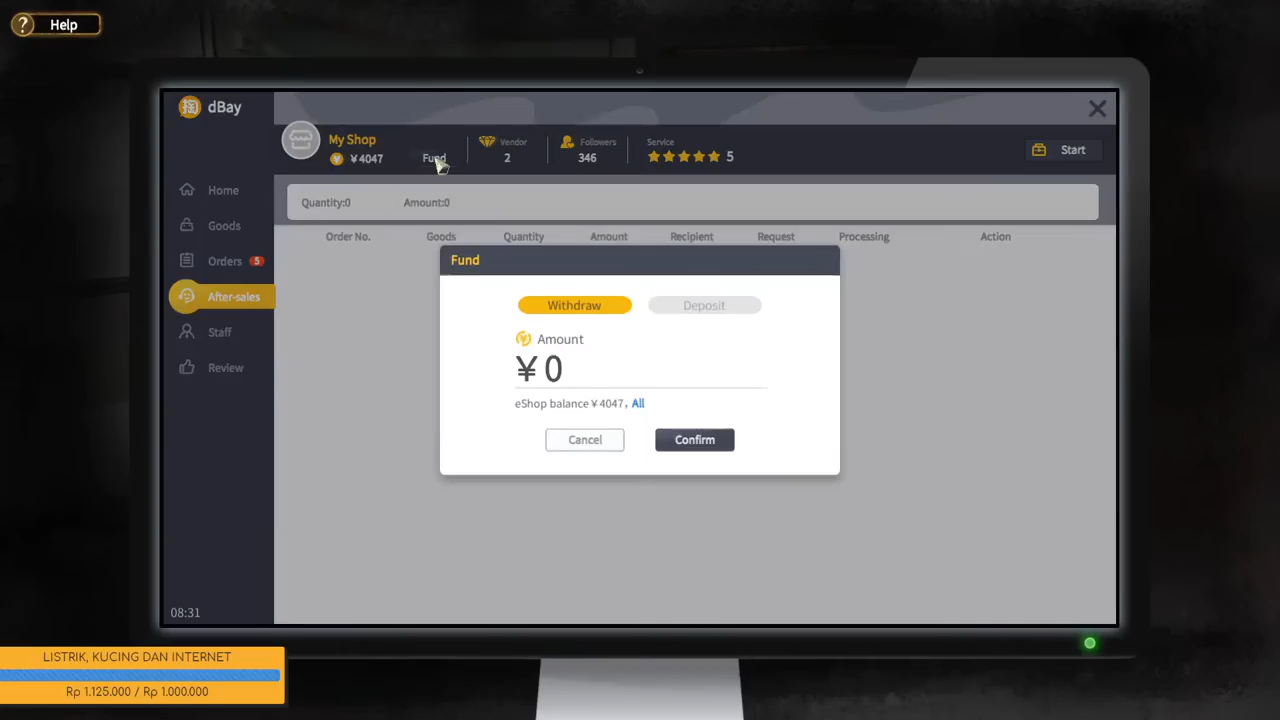 ? Help
掏 dBay
My Shop
¥4047
Fund
Vendor
2
Followers
346
Service
5
Start
Home
Goods
Orders 5
After-sales
Staff
Review
Quantity:0 Amount:0
Order No. Goods Quantity Amount Recipient Request Processing Action
Fund
Withdraw Deposit
Amount
¥0
eShop balance¥4047, All
Cancel Confirm
08:31
LISTRIK, KUCING DAN INTERNET
Rp 1.125.000 / Rp 1.000.000